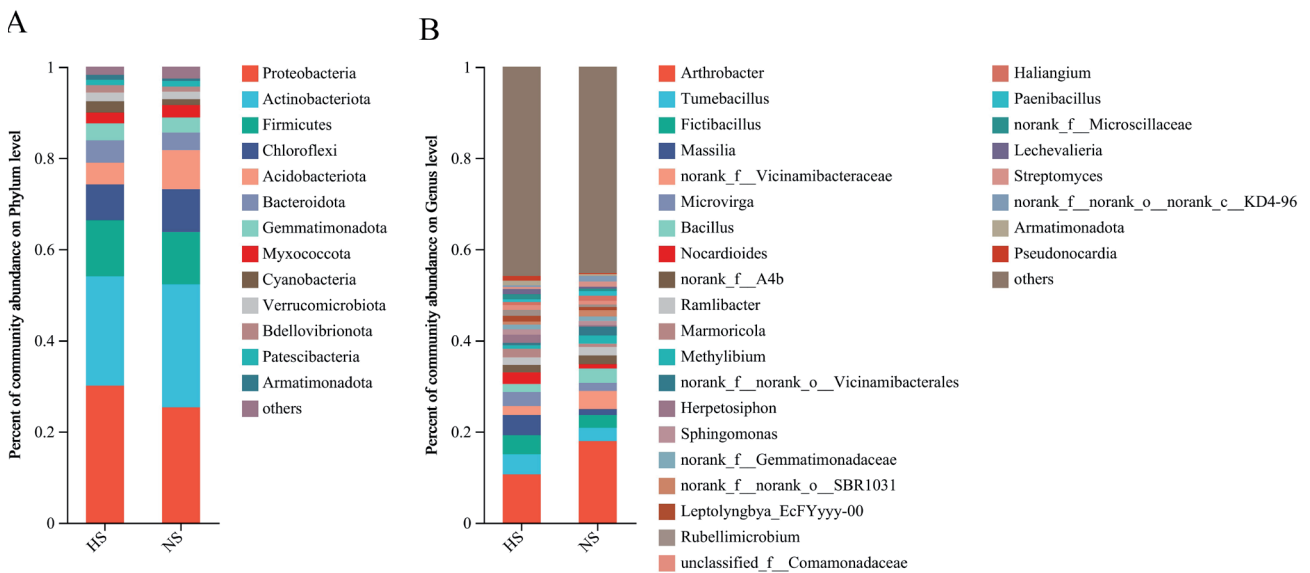 A
B
Percent of community abundance on Phylum level
1
0.8
0.6
0.4
0.2
0
HS
NS
Proteobacteria
Actinobacteriota
Firmicutes
Chloroflexi
Acidobacteriota
Bacteroidota
Gemmatimonadota
Myxococcota
Cyanobacteria
Verrucomicrobiota
Bdellovibrionota
Patescibacteria
Armatimonadota
others
Percent of community abundance on Genus level
1
0.8
0.6
0.4
0.2
0
HS
NS
Arthrobacter
Tumebacillus
Fictibacillus
Massilia
norank_f__Vicinamibacteraceae
Microvirga
Bacillus
Nocardioides
norank_f__A4b
Ramlibacter
Marmoricola
Methylibium
norank_f__norank_o__Vicinamibacterales
Herpetosiphon
Sphingomonas
norank_f__Gemmatimonadaceae
norank_f__norank_o__SBR1031
Leptolyngbya_EcFYyyy-00
Rubellimicrobium
unclassified_f__Comamonadaceae
Haliangium
Paenibacillus
norank_f__Microscillaceae
Lechevalieria
Streptomyces
norank_f__norank_o__norank_c__KD4-96
Armatimonadota
Pseudonocardia
others